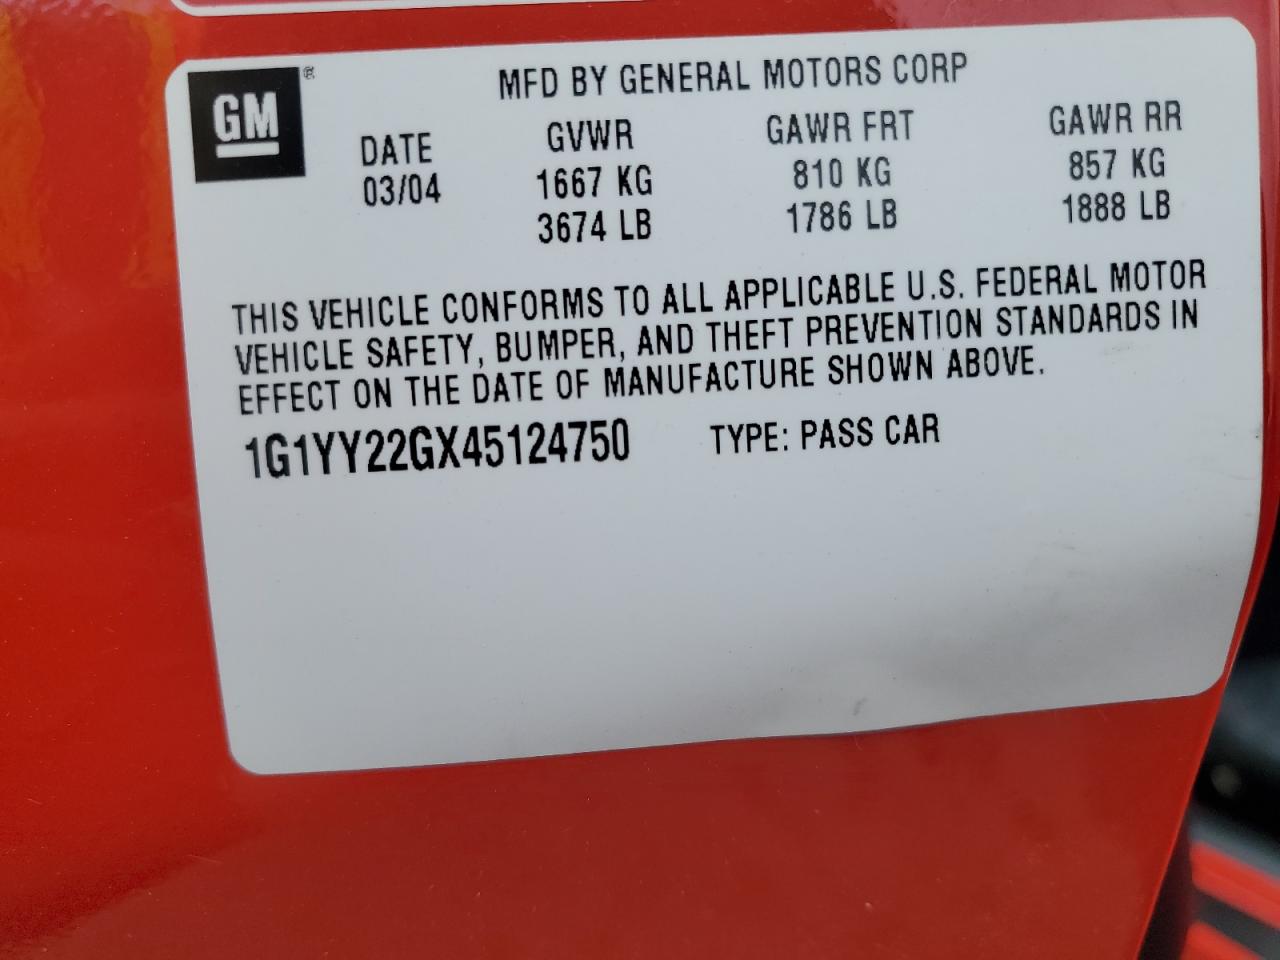 GM ®
MFD BY GENERAL MOTORS CORP
DATE GVWR GAWR FRT GAWR RR
03/04 1667 KG 810 KG 857 KG
3674 LB 1786 LB 1888 LB
THIS VEHICLE CONFORMS TO ALL APPLICABLE U.S. FEDERAL MOTOR
VEHICLE SAFETY, BUMPER, AND THEFT PREVENTION STANDARDS IN
EFFECT ON THE DATE OF MANUFACTURE SHOWN ABOVE.
1G1YY22GX45124750 TYPE: PASS CAR